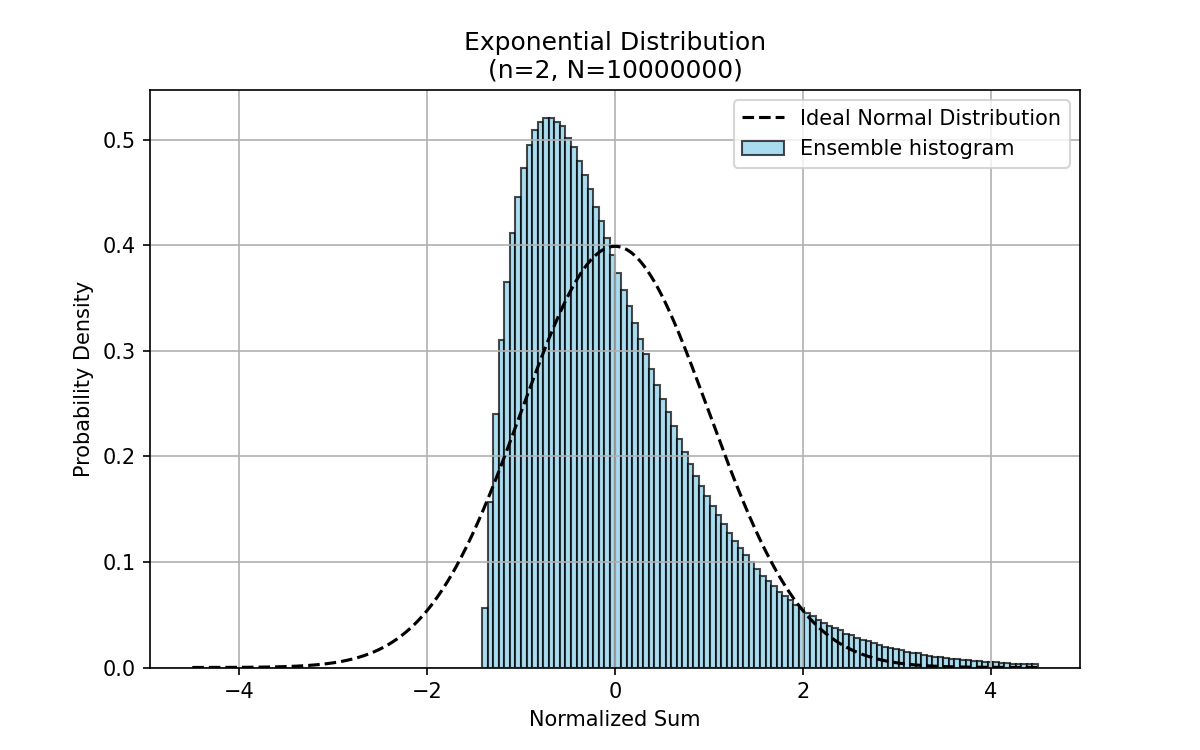 Exponential Distribution
(n=2, N=10000000)
Ideal Normal Distribution
Ensemble histogram
Probability Density
0.5
0.4
0.3
0.2
0.1
0.0
−4
−2
0
2
4
Normalized Sum